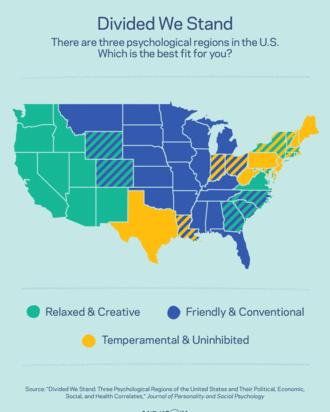 Divided We Stand
There are three psychological regions in the U.S.
Which is the best fit for you?
Relaxed & Creative
Friendly & Conventional
Temperamental & Uninhibited
Source: "Divided We Stand: Three Psychological Regions of the United States and Their Political, Economic,
Social, and Health Correlates," Journal of Personality and Social Psychology